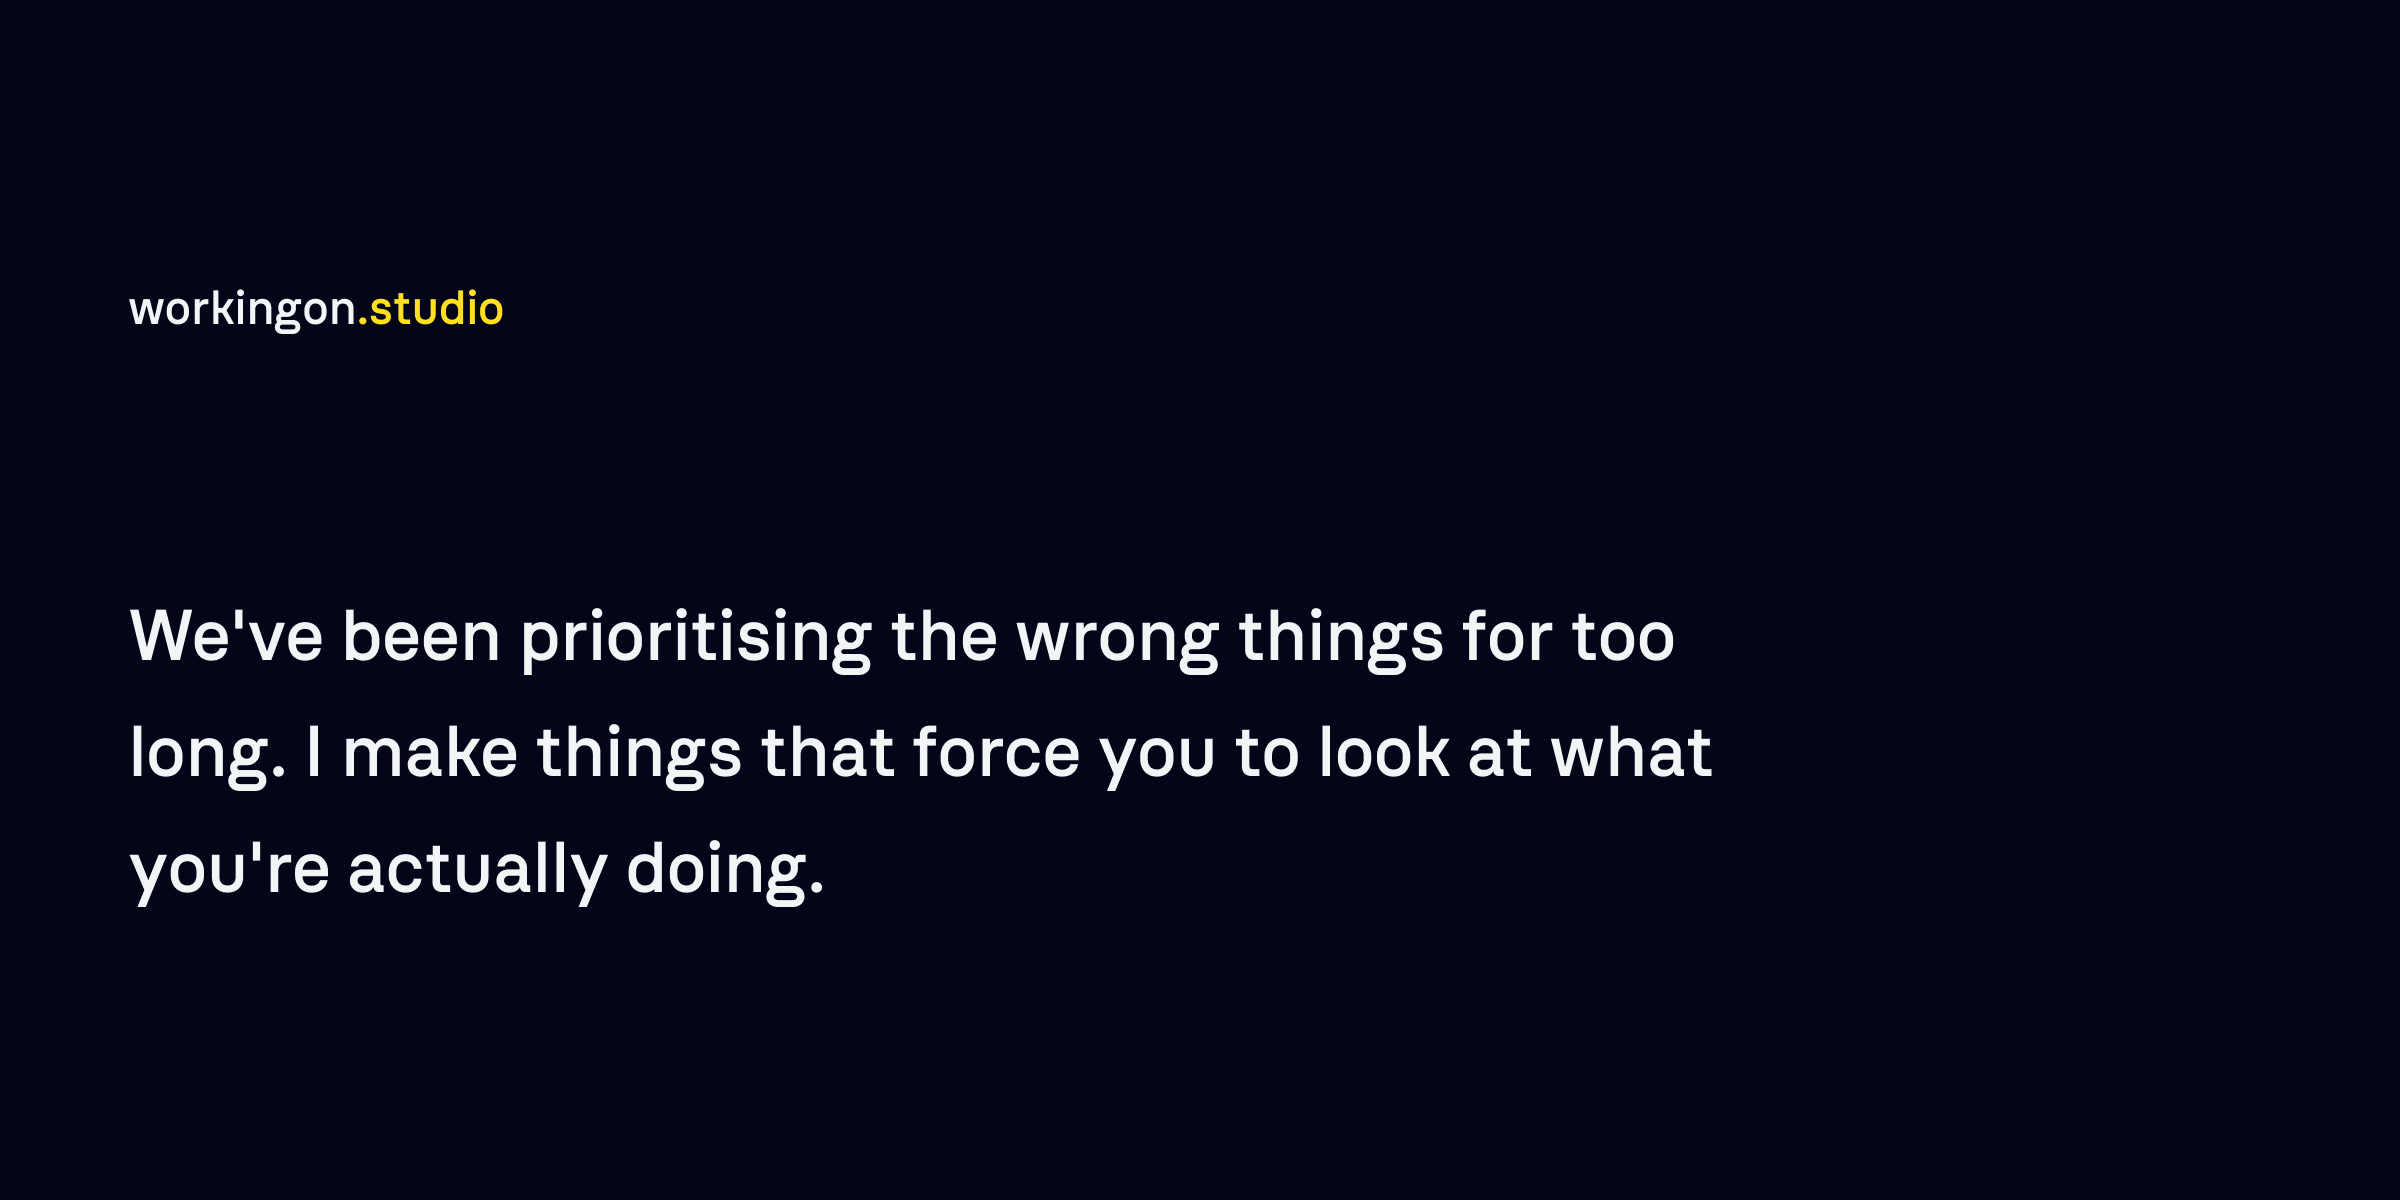 workingon.studio
We've been prioritising the wrong things for too
long. I make things that force you to look at what
you're actually doing.